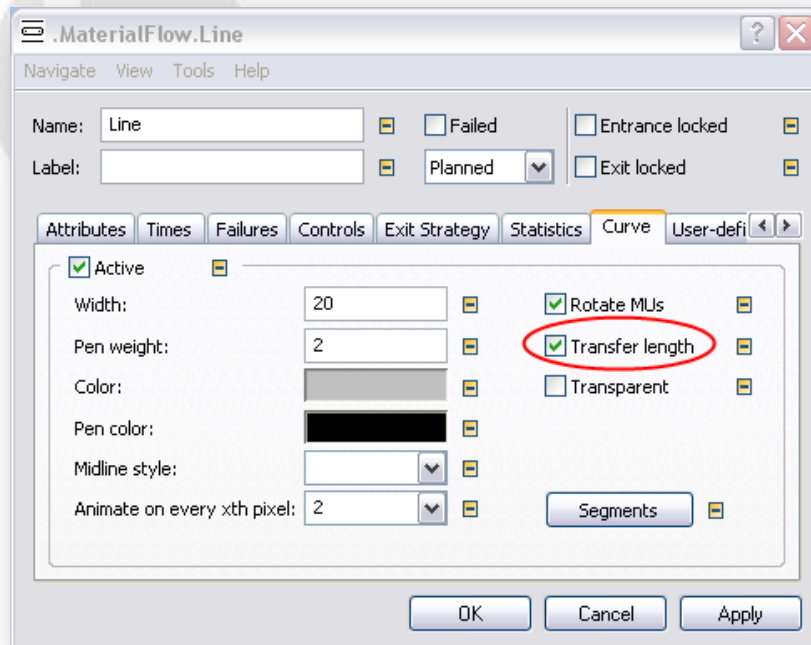 .MaterialFlow.Line
Navigate View Tools Help
Name: Line Failed Entrance locked
Label: Planned Exit locked
Attributes Times Failures Controls Exit Strategy Statistics Curve User-defi
Active
Width: 20 Rotate MUs
Pen weight: 2 Transfer length
Color: Transparent
Pen color:
Midline style:
Animate on every xth pixel: 2 Segments
OK Cancel Apply